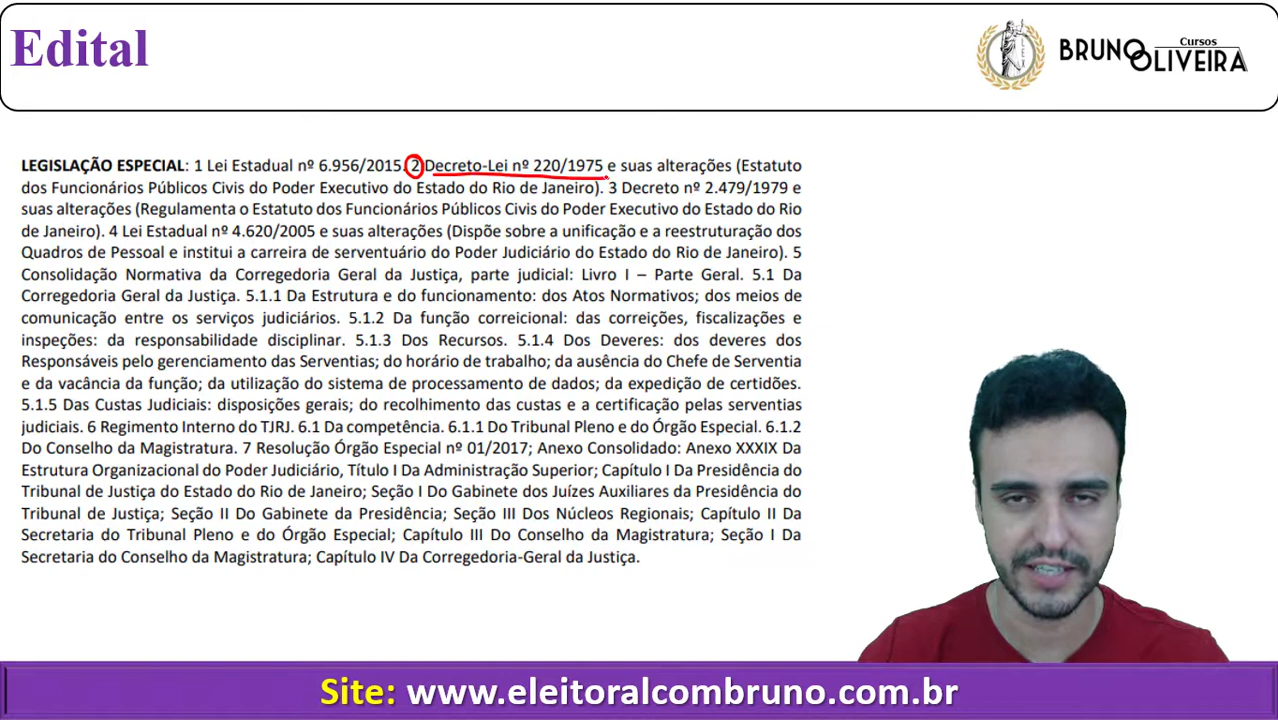 Edital
Cursos
BRUNO OLIVEIRA
LEGISLAÇÃO ESPECIAL: 1 Lei Estadual nº 6.956/2015. 2 Decreto-Lei nº 220/1975 e suas alterações (Estatuto
dos Funcionários Públicos Civis do Poder Executivo do Estado do Rio de Janeiro). 3 Decreto nº 2.479/1979 e
suas alterações (Regulamenta o Estatuto dos Funcionários Públicos Civis do Poder Executivo do Estado do Rio
de Janeiro). 4 Lei Estadual nº 4.620/2005 e suas alterações (Dispõe sobre a unificação e a reestruturação dos
Quadros de Pessoal e institui a carreira de serventuário do Poder Judiciário do Estado do Rio de Janeiro). 5
Consolidação Normativa da Corregedoria Geral da Justiça, parte judicial: Livro I – Parte Geral. 5.1 Da
Corregedoria Geral da Justiça. 5.1.1 Da Estrutura e do funcionamento: dos Atos Normativos; dos meios de
comunicação entre os serviços judiciários. 5.1.2 Da função correicional: das correições, fiscalizações e
inspeções: da responsabilidade disciplinar. 5.1.3 Dos Recursos. 5.1.4 Dos Deveres: dos deveres dos
Responsáveis pelo gerenciamento das Serventias; do horário de trabalho; da ausência do Chefe de Serventia
e da vacância da função; da utilização do sistema de processamento de dados; da expedição de certidões.
5.1.5 Das Custas Judiciais: disposições gerais; do recolhimento das custas e a certificação pelas serventias
judiciais. 6 Regimento Interno do TJRJ. 6.1 Da competência. 6.1.1 Do Tribunal Pleno e do Órgão Especial. 6.1.2
Do Conselho da Magistratura. 7 Resolução Órgão Especial nº 01/2017; Anexo Consolidado: Anexo XXXIX Da
Estrutura Organizacional do Poder Judiciário, Título I Da Administração Superior; Capítulo I Da Presidência do
Tribunal de Justiça do Estado do Rio de Janeiro; Seção I Do Gabinete dos Juízes Auxiliares da Presidência do
Tribunal de Justiça; Seção II Do Gabinete da Presidência; Seção III Dos Núcleos Regionais; Capítulo II Da
Secretaria do Tribunal Pleno e do Órgão Especial; Capítulo III Do Conselho da Magistratura; Seção I Da
Secretaria do Conselho da Magistratura; Capítulo IV Da Corregedoria-Geral da Justiça.
Site: www.eleitoralcombruno.com.br